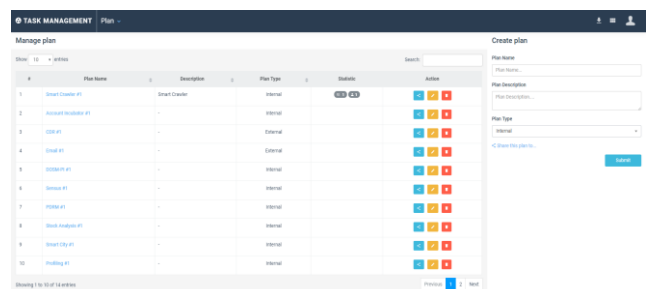 TASK MANAGEMENT Plan
Manage plan
Show 10 entries
Search:
# Plan Name Description Plan Type Statistic Action
1 Smart Crawler #1 Smart Crawler Internal
2 Account Incubator #1 - Internal
3 CSB #1 - External
4 Email #1 - External
5 - Internal
6 Sensus #1 - Internal
7 PSRM #1 - Internal
8 Stock Analysis #1 - Internal
9 Smart City #1 - Internal
10 Profiling #1 - Internal
Showing 1 to 10 of 14 entries
Previous 1 2 Next
Create plan
Plan Name
Plan Name...
Plan Description
Plan Description...
Plan Type
Internal
Share this plan to...
Submit